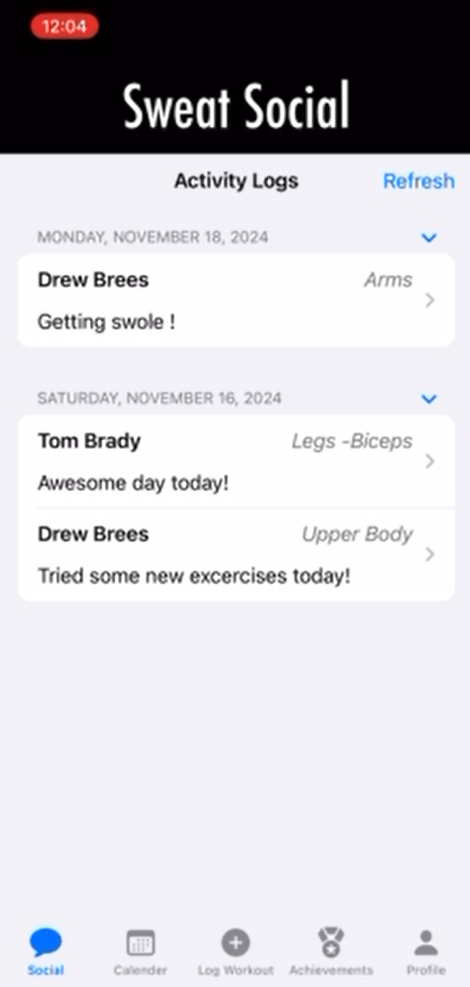 12:04
Sweat Social
Activity Logs Refresh
MONDAY, NOVEMBER 18, 2024
Drew Brees Arms
Getting swole !
SATURDAY, NOVEMBER 16, 2024
Tom Brady Legs -Biceps
Awesome day today!
Drew Brees Upper Body
Tried some new excercises today!
Social Calender Log Workout Achievements Profile